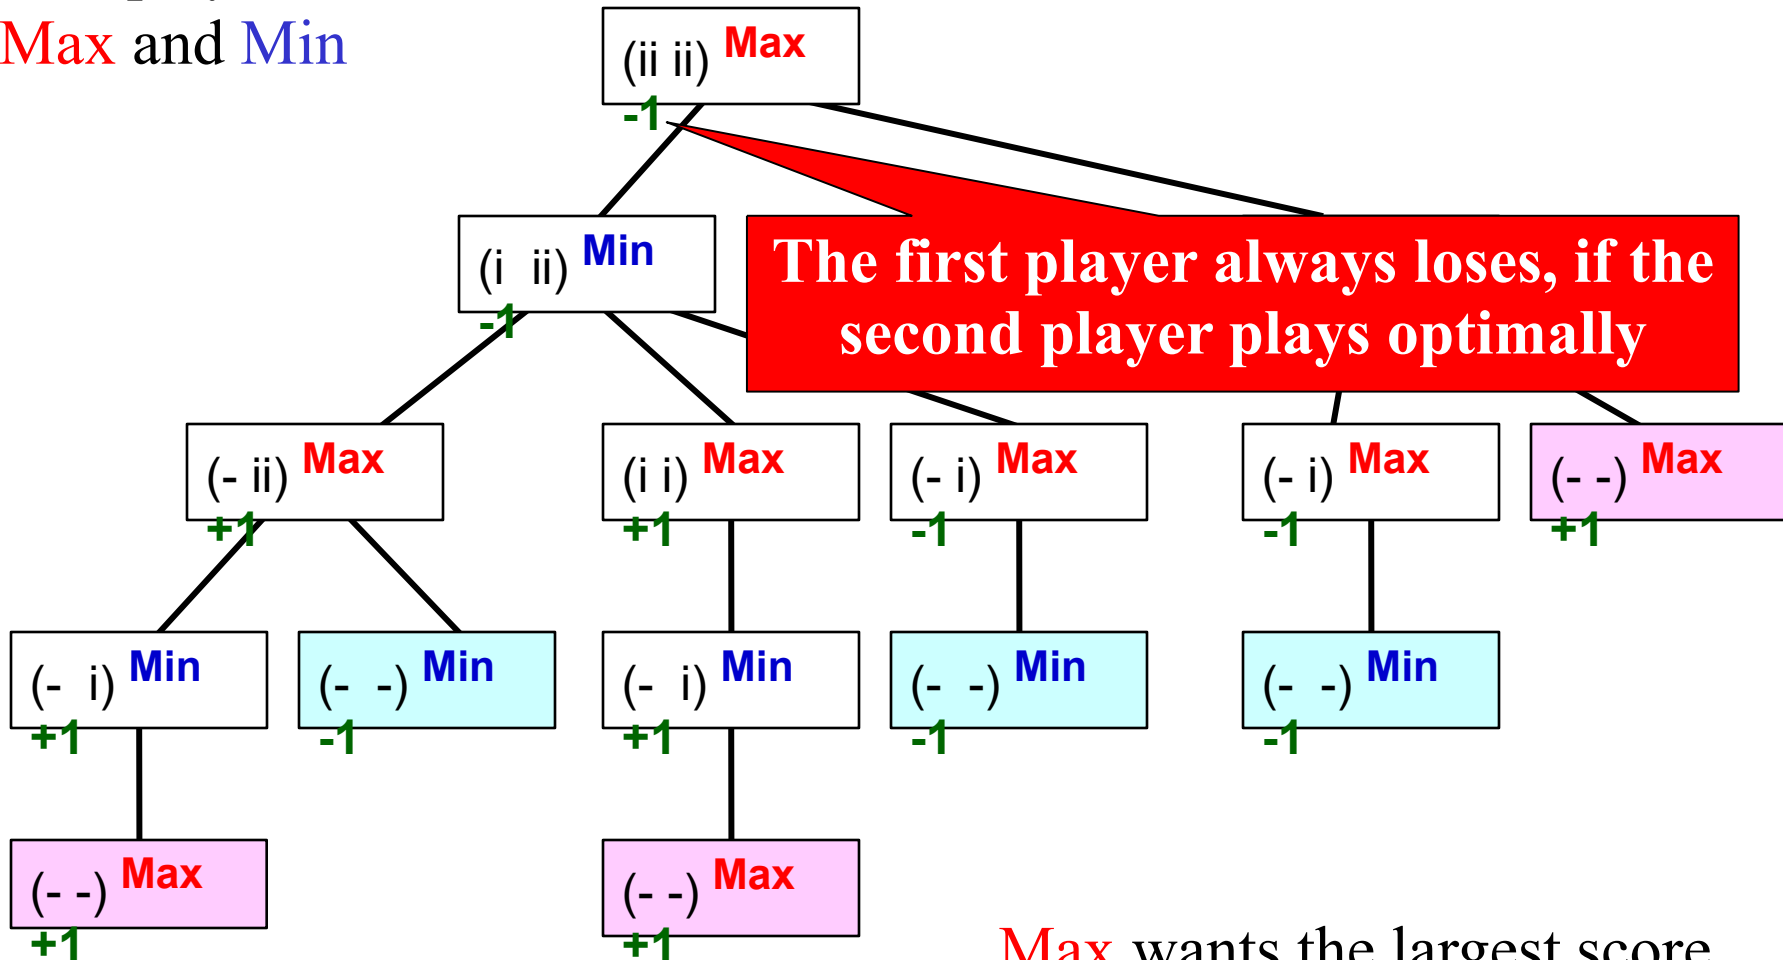 Max and Min
(ii ii) Max
-1
(i ii) Min
-1
The first player always loses, if the
second player plays optimally
(- ii) Max
+1
(i i) Max
+1
(- i) Max
-1
(- i) Max
-1
(- -) Max
+1
(- i) Min
+1
(- -) Min
-1
(- i) Min
+1
(- -) Min
-1
(- -) Min
-1
(- -) Max
+1
(- -) Max
+1
Max wants the largest score